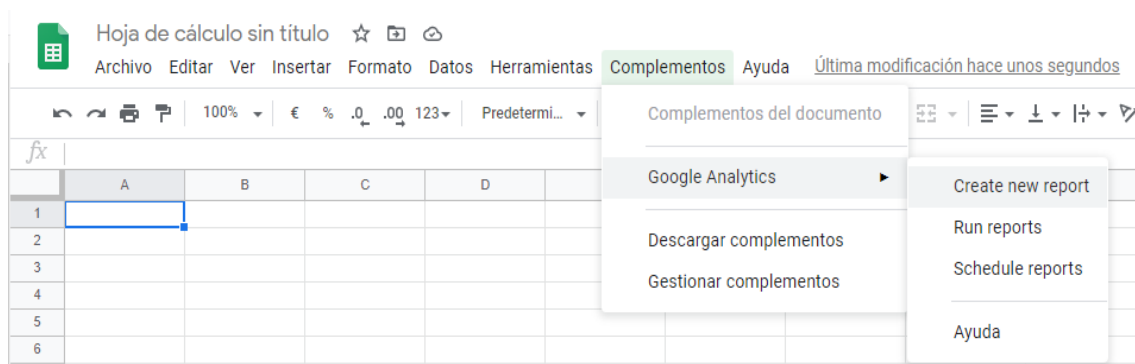 Hoja de cálculo sin título
Archivo Editar Ver Insertar Formato Datos Herramientas Complementos Ayuda Última modificación hace unos segundos
100% € % .0 .00 123 Predetermi...
Complementos del documento
fx
A B C D
Google Analytics
Create new report
1
Run reports
2
Descargar complementos
3
Schedule reports
Gestionar complementos
4
5
Ayuda
6